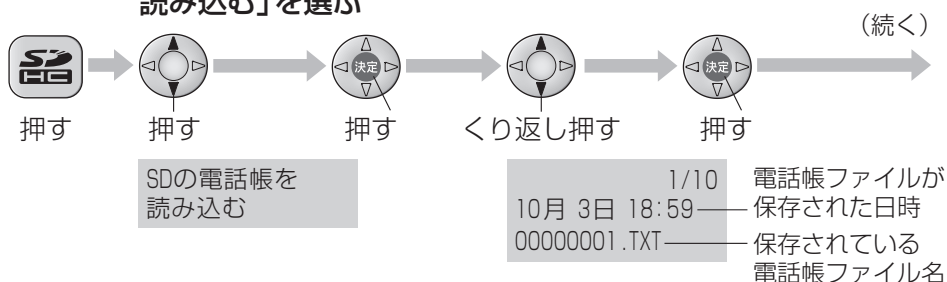 読み込む」を選ぶ
(続く)
SD
HC
決定
決定
押す
押す
押す
くり返し押す
押す
SDの電話帳を
読み込む
1/10
10月 3日 18:59
00000001.TXT
電話帳ファイルが
保存された日時
保存されている
電話帳ファイル名